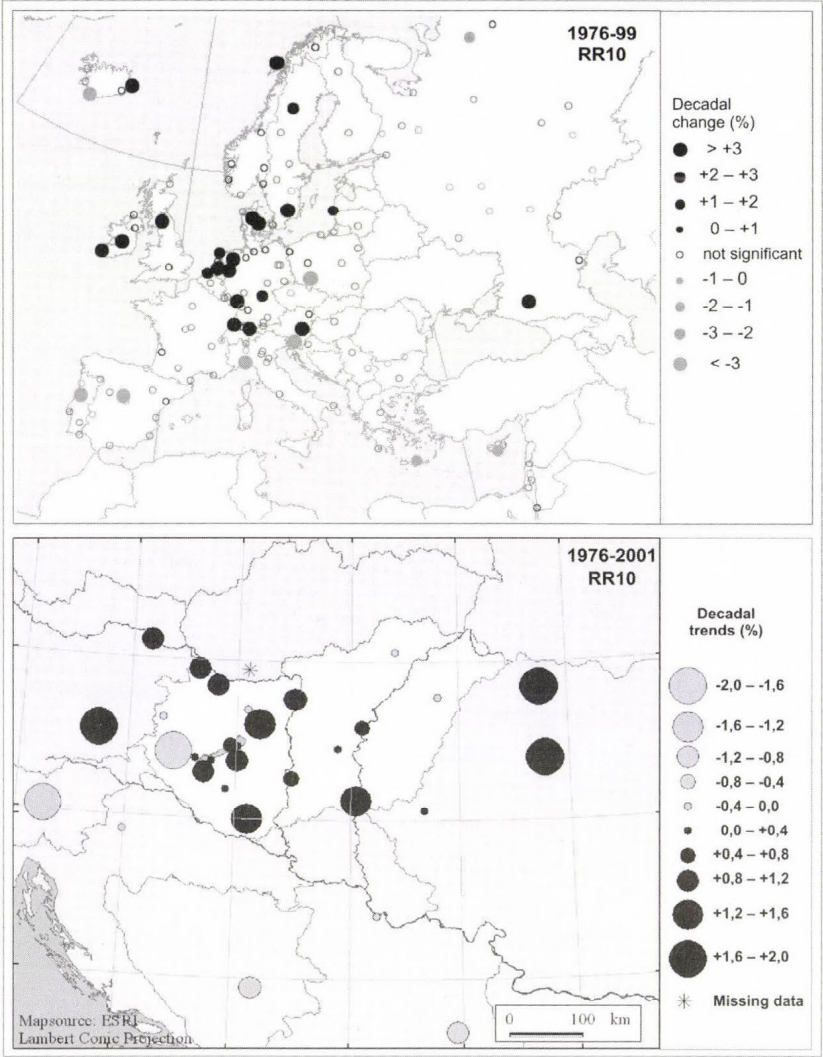 1976-99
RR10
Decadal
change (%)
> +3
+2 – +3
+1 – +2
0 – +1
not significant
-1 – 0
-2 – -1
-3 – -2
< -3
1976-2001
RR10
Decadal
trends (%)
-2,0 – -1,6
-1,6 – -1,2
-1,2 – -0,8
-0,8 – -0,4
-0,4 – 0,0
0,0 – +0,4
+0,4 – +0,8
+0,8 – +1,2
+1,2 – +1,6
+1,6 – +2,0
Missing data
0 100 km
Mapsource: ESRI
Lambert Conic Projection